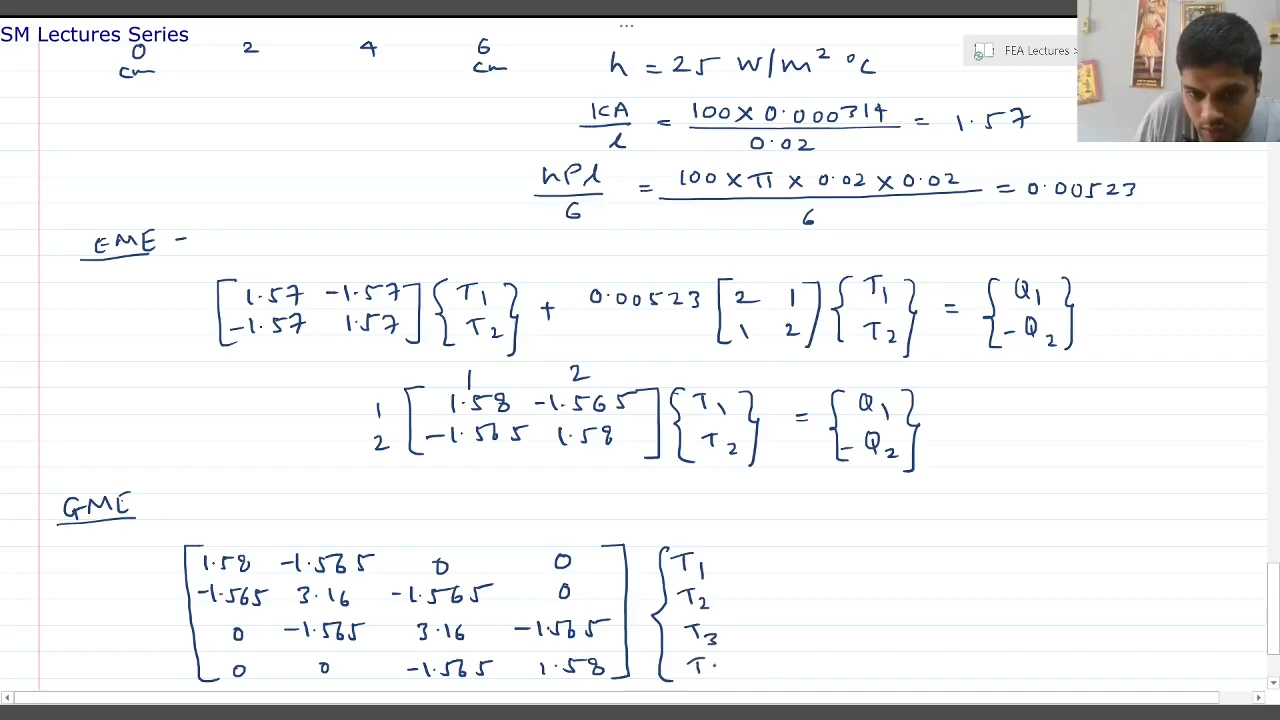 SM Lectures Series
FEA Lectures >
0 2 4 6
cm cm
h = 25 W/m² °C
KA/l = 100 × 0.000314 / 0.02 = 1.57
hPl/6 = 100 × π × 0.02 × 0.02 / 6 = 0.00523
EME -
[1.57 -1.57] {T1} + 0.00523 [2 1] {T1} = {Q1}
[-1.57 1.57] {T2} [1 2] {T2} {-Q2}
1 2
1 [1.58 -1.565] {T1} = {Q1}
2 [-1.565 1.58] {T2} {-Q2}
GME
[1.58 -1.565 0 0] {T1
[-1.565 3.16 -1.565 0] {T2
[0 -1.565 3.16 -1.565] {T3
[0 0 -1.565 1.58] {T